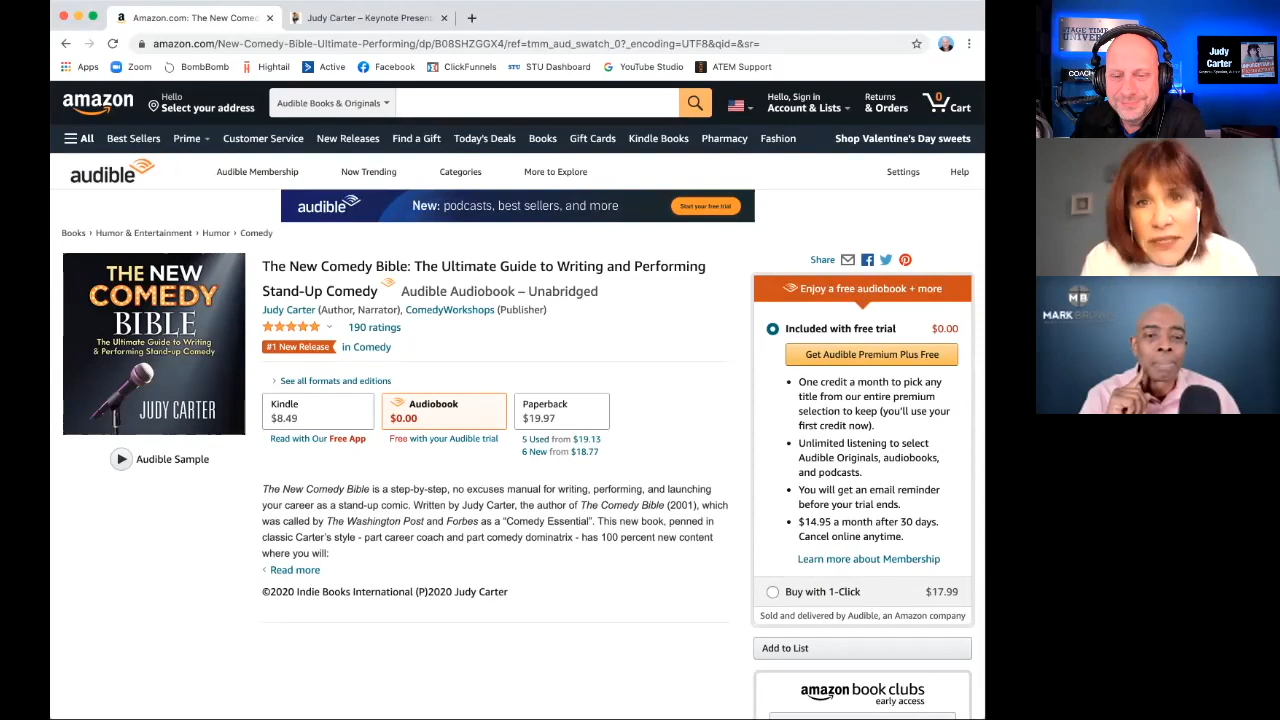 Amazon.com: The New Comed
Judy Carter – Keynote Present
amazon.com/New-Comedy-Bible-Ultimate-Performing/dp/B08SHZGGX4/ref=tmm_aud_swatch_0?_encoding=UTF8&qid=&sr=
Apps Zoom BombBomb Hightail Active Facebook ClickFunnels STU Dashboard YouTube Studio ATEM Support
amazon
Hello
Select your address
Audible Books & Originals
Hello, Sign in
Account & Lists
Returns
& Orders
0
Cart
All Best Sellers Prime Customer Service New Releases Find a Gift Today's Deals Books Gift Cards Kindle Books Pharmacy Fashion Shop Valentine's Day sweets
audible
Audible Membership Now Trending Categories More to Explore Settings Help
audible New: podcasts, best sellers, and more Start your free trial
Books › Humor & Entertainment › Humor › Comedy
THE NEW
COMEDY
BIBLE
The Ultimate Guide to Writing
& Performing Stand-up Comedy
JUDY CARTER
Audible Sample
The New Comedy Bible: The Ultimate Guide to Writing and Performing
Stand-Up Comedy Audible Audiobook – Unabridged
Judy Carter (Author, Narrator), ComedyWorkshops (Publisher)
190 ratings
#1 New Release in Comedy
See all formats and editions
Kindle
$8.49
Read with Our Free App
Audiobook
$0.00
Free with your Audible trial
Paperback
$19.97
5 Used from $19.13
6 New from $18.77
The New Comedy Bible is a step-by-step, no excuses manual for writing, performing, and launching
your career as a stand-up comic. Written by Judy Carter, the author of The Comedy Bible (2001), which
was called by The Washington Post and Forbes as a “Comedy Essential”. This new book, penned in
classic Carter's style - part career coach and part comedy dominatrix - has 100 percent new content
where you will:
Read more
©2020 Indie Books International (P)2020 Judy Carter
Share
Enjoy a free audiobook + more
Included with free trial $0.00
Get Audible Premium Plus Free
One credit a month to pick any
title from our entire premium
selection to keep (you'll use your
first credit now).
Unlimited listening to select
Audible Originals, audiobooks,
and podcasts.
You will get an email reminder
before your trial ends.
$14.95 a month after 30 days.
Cancel online anytime.
Learn more about Membership
Buy with 1-Click $17.99
Sold and delivered by Audible, an Amazon company
Add to List
amazon book clubs
early access
STAGE TIME
COACH
Judy
Carter
MB
MARK BROWN